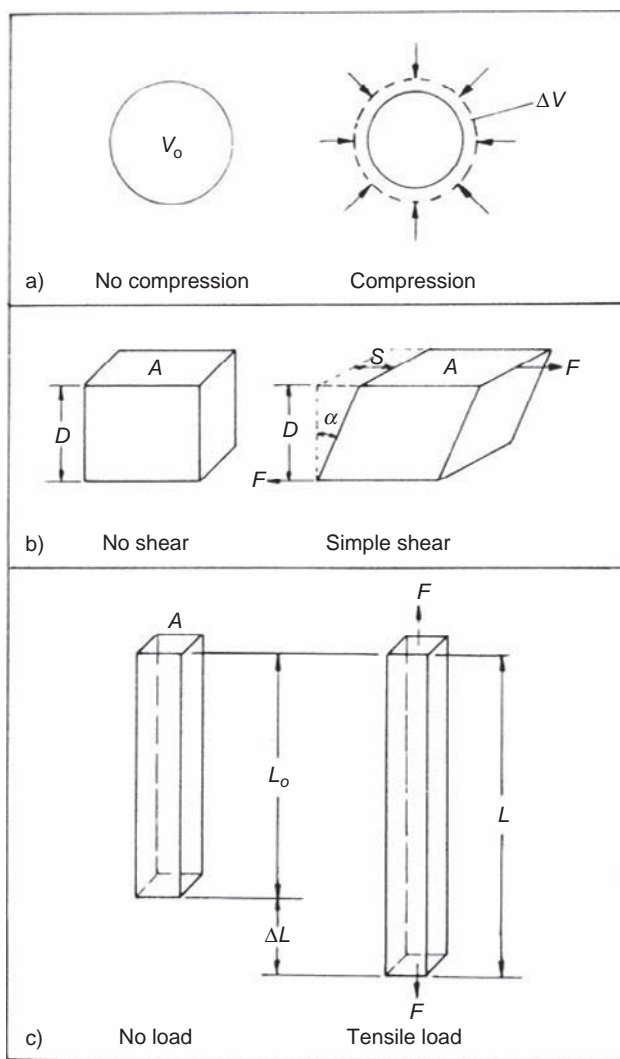 V₀
ΔV
a) No compression Compression
A
D
S
A
F
D
α
F
b) No shear Simple shear
A
F
L₀
L
ΔL
F
c) No load Tensile load